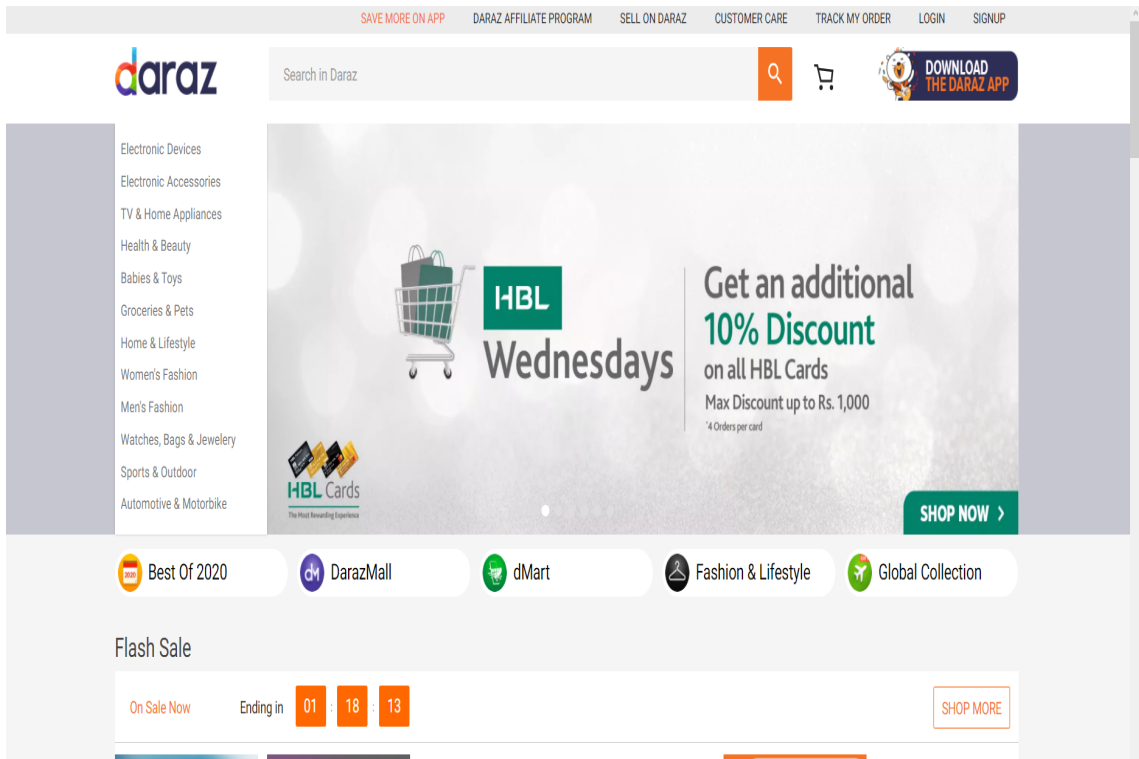 SAVE MORE ON APP DARAZ AFFILIATE PROGRAM SELL ON DARAZ CUSTOMER CARE TRACK MY ORDER LOGIN SIGNUP
daraz
Search in Daraz
DOWNLOAD
THE DARAZ APP
Electronic Devices
Electronic Accessories
TV & Home Appliances
Health & Beauty
Babies & Toys
Groceries & Pets
Home & Lifestyle
Women's Fashion
Men's Fashion
Watches, Bags & Jewelery
Sports & Outdoor
Automotive & Motorbike
HBL
Wednesdays
Get an additional
10% Discount
on all HBL Cards
Max Discount up to Rs. 1,000
*4 Orders per card
HBL Cards
The Most Rewarding Experience
SHOP NOW >
2020 Best Of 2020
dM DarazMall
dMart
Fashion & Lifestyle
Global Collection
Flash Sale
On Sale Now Ending in 01 : 18 : 13 SHOP MORE